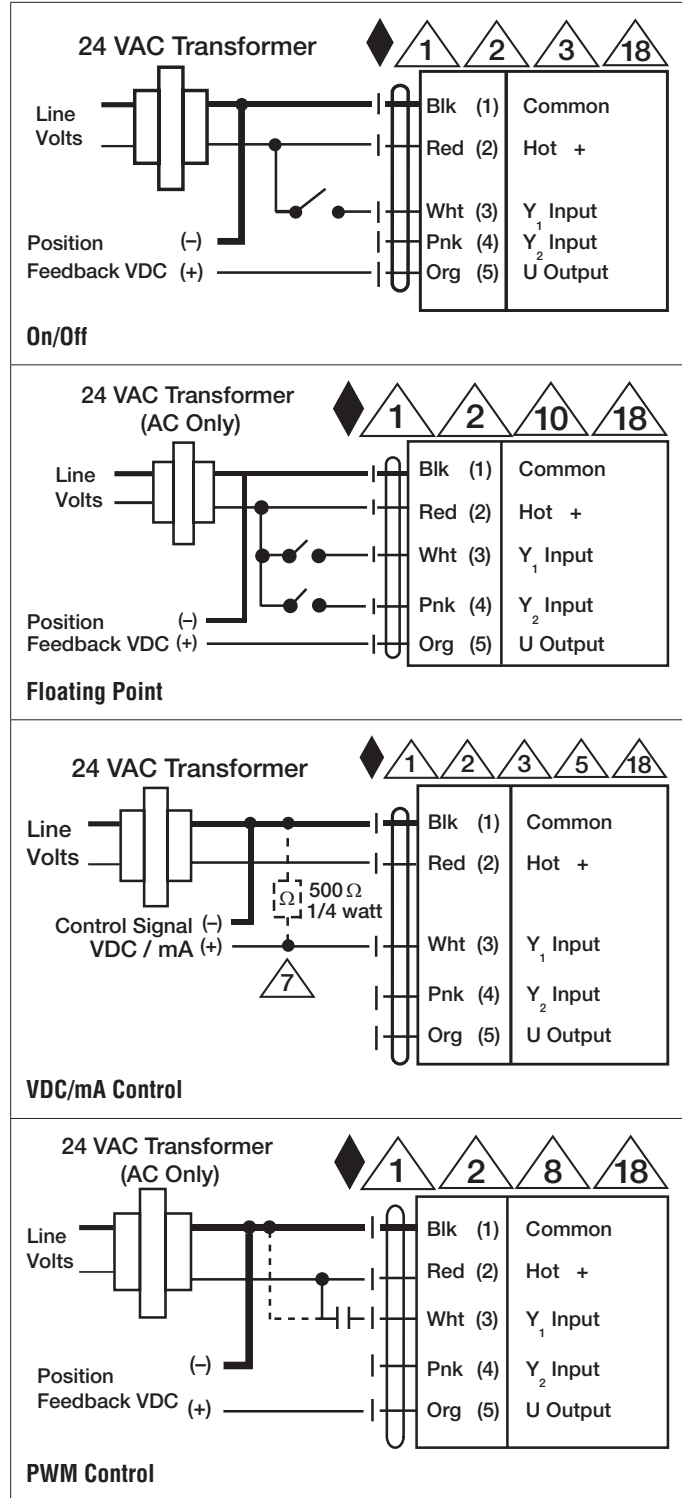 24 VAC Transformer
1 2 3 18
Line
Volts
Blk (1) Common
Red (2) Hot +
Wht (3) Y1 Input
Position (–)
Pnk (4) Y2 Input
Feedback VDC (+)
Org (5) U Output
On/Off
24 VAC Transformer
(AC Only)
1 2 10 18
Line
Volts
Blk (1) Common
Red (2) Hot +
Wht (3) Y1 Input
Pnk (4) Y2 Input
Position (–)
Feedback VDC (+)
Org (5) U Output
Floating Point
24 VAC Transformer
1 2 3 5 18
Line
Volts
Blk (1) Common
Red (2) Hot +
Ω 500 Ω
1/4 watt
Control Signal (–)
VDC / mA (+)
Wht (3) Y1 Input
7
Pnk (4) Y2 Input
Org (5) U Output
VDC/mA Control
24 VAC Transformer
(AC Only)
1 2 8 18
Line
Volts
Blk (1) Common
Red (2) Hot +
Wht (3) Y1 Input
Position (–)
Pnk (4) Y2 Input
Feedback VDC (+)
Org (5) U Output
PWM Control